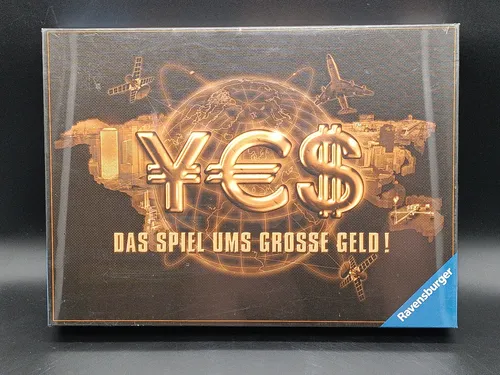 ¥€$
DAS SPIEL UMS GROSSE GELD!
Ravensburger